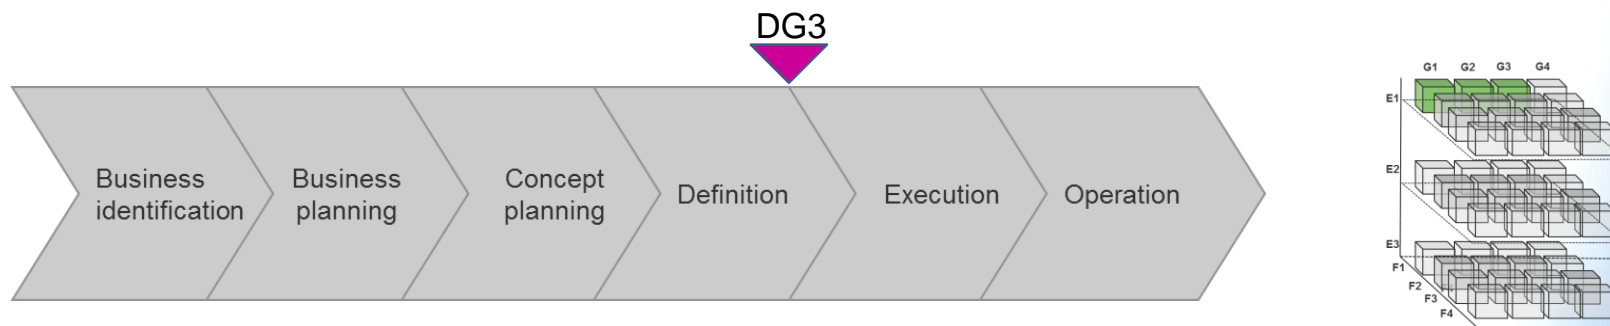 DG3
Business
identification
Business
planning
Concept
planning
Definition
Execution
Operation
G1 G2 G3 G4
E1
E2
E3
F1
F2
F3
F4